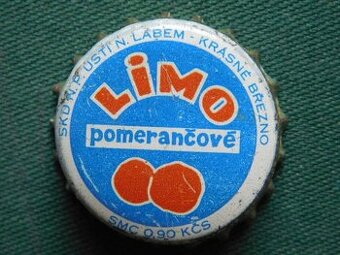 SKD N. P. ÚSTÍ N. LABEM - KRÁSNÉ BŘEZNO
LiMO
pomerančové
SMC 0,90 KČS